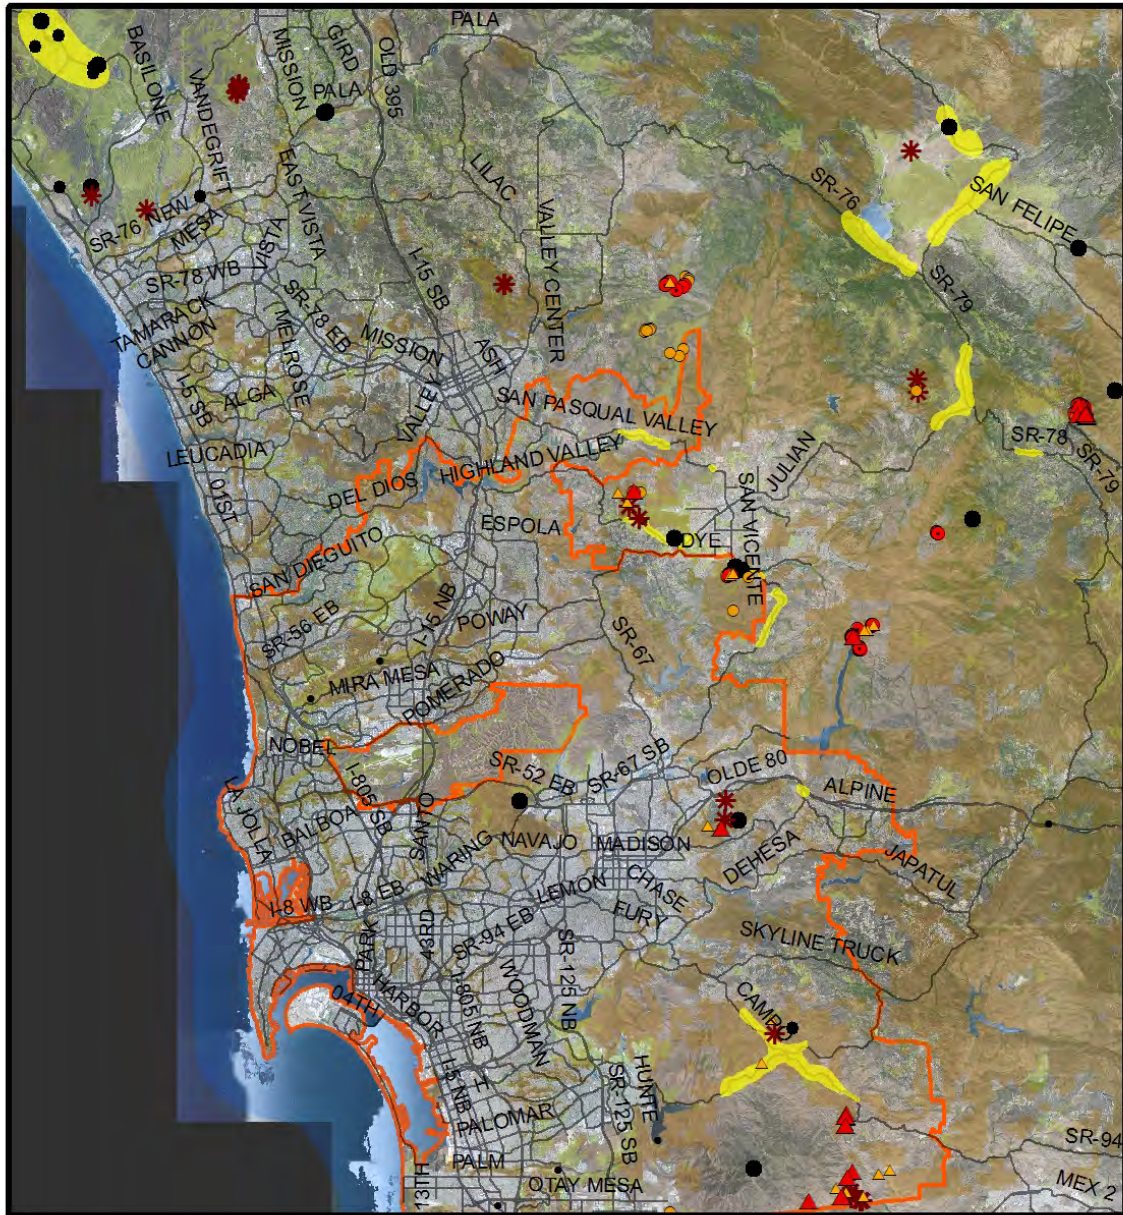 PALA
BASILONE
VANDEGRIFT
MISSION
GIRD
OLD 395
PALA
EAST VISTA
LILAC
VALLEY CENTER
SR-76
SAN FELIPE
SR-76 NEW
MESA
VISTA
I-15 SB
SR-79
SR-78 WB
SR-78 EB
TAMARACK
CANNON
MELROSE
MISSION
ASH
I-5 SB
ALGA
VALLEY
SAN PASQUAL VALLEY
SR-78
SR-79
LEUCADIA
HIGHLAND VALLEY
JULIAN
DEL DIOS
01ST
ESPOLA
SAN VICENTE
DYE
SAN DIEGUITO
SR-56 EB
I-15 NB
POWAY
SR-67
MIRA MESA
POMERADO
NOBEL
SR-52 EB
SR-67 SB
OLDE 80
ALPINE
LA JOLLA
I-805 SB
BALBOA
SANTO
WARING
NAVAJO
MADISON
DEHESA
JAPATUL
I-8 WB
I-8 EB
LEMON
CHASE
FURY
PARK
43RD
SR-94 EB
SR-125 NB
SKYLINE TRUCK
04TH
HARBOR
I-805 NB
WOODMAN
CAMPO
I-5 NB
H
HUNTE
SR-125 SB
PALOMAR
SR-94
PALM
13TH
OTAY MESA
MEX 2